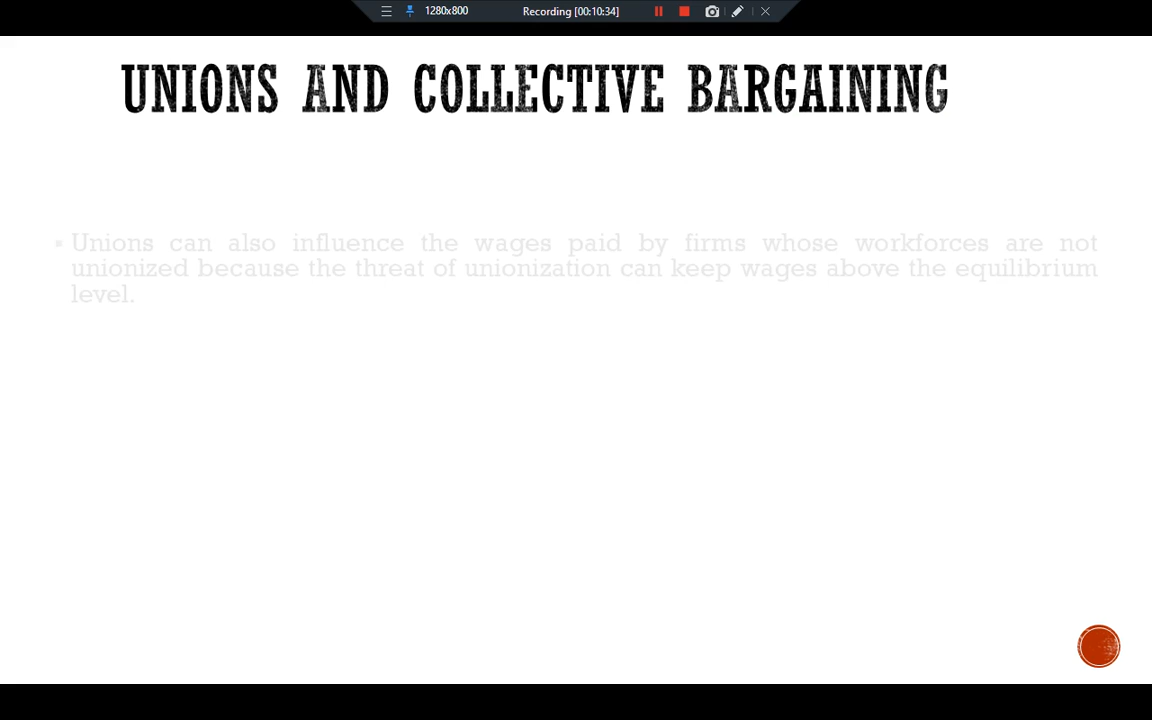 1280x800 Recording [00:10:34]
UNIONS AND COLLECTIVE BARGAINING
▪ Unions can also influence the wages paid by firms whose workforces are not
unionized because the threat of unionization can keep wages above the equilibrium
level.